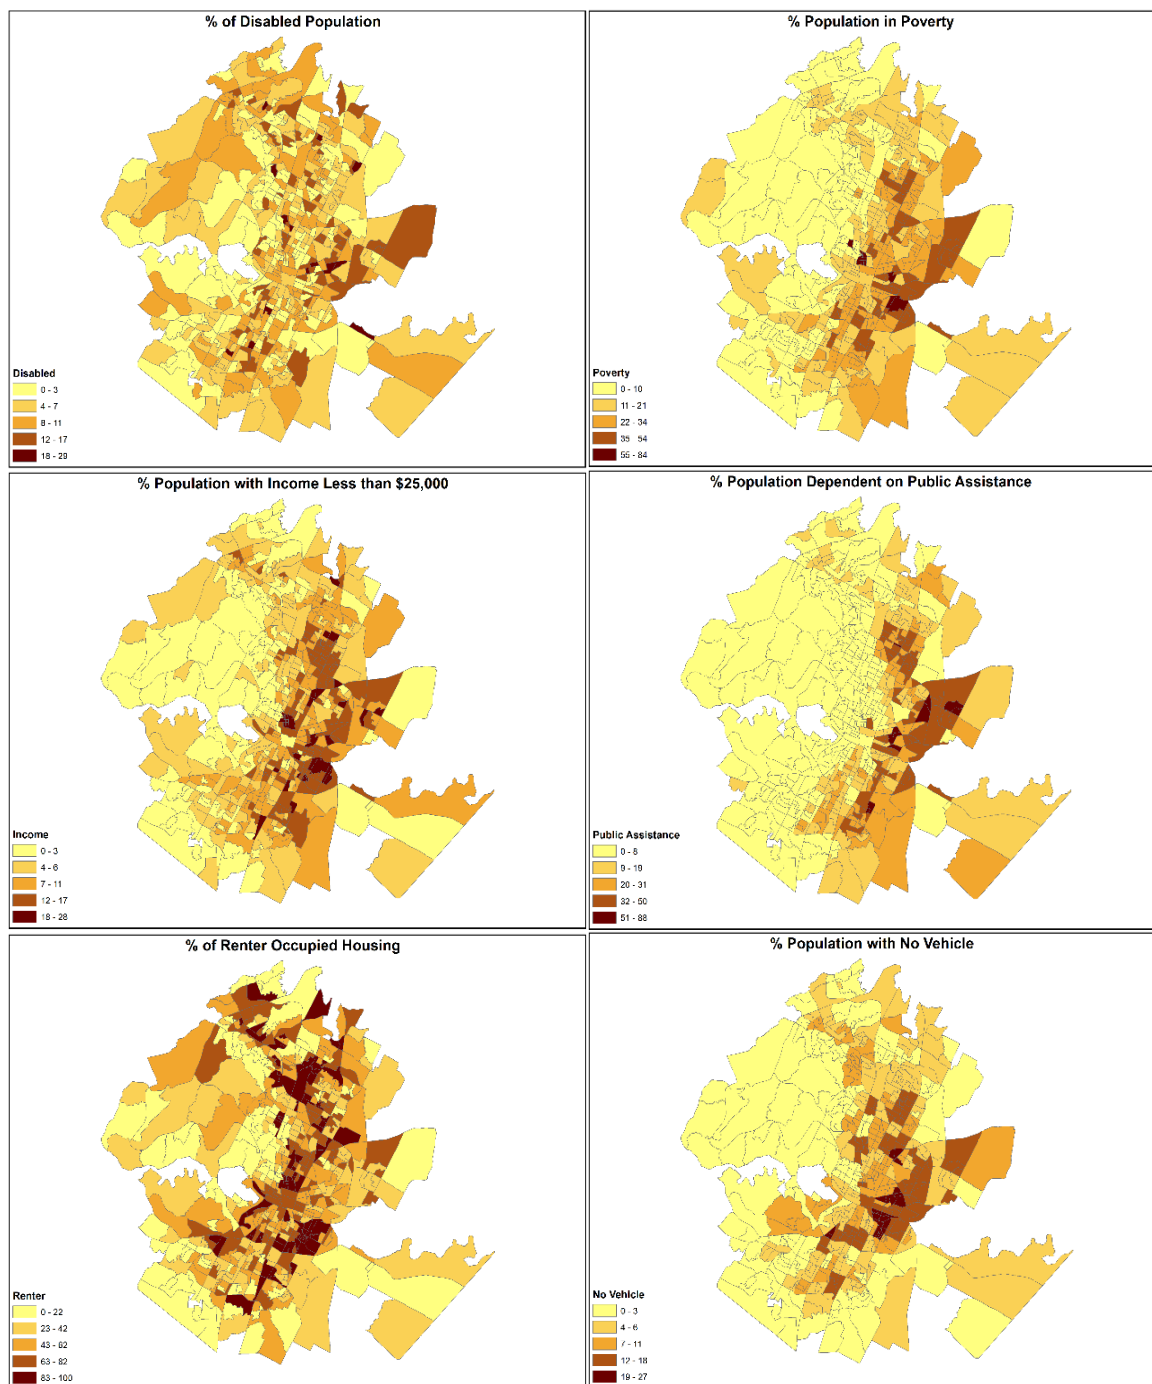 % of Disabled Population
Disabled
0 - 3
4 - 7
8 - 11
12 - 17
18 - 29
% Population in Poverty
Poverty
0 - 10
11 - 21
22 - 34
35 - 54
55 - 84
% Population with Income Less than $25,000
Income
0 - 3
4 - 6
7 - 11
12 - 17
18 - 28
% Population Dependent on Public Assistance
Public Assistance
0 - 8
9 - 19
20 - 31
32 - 50
51 - 88
% of Renter Occupied Housing
Renter
0 - 22
23 - 42
43 - 62
63 - 82
83 - 100
% Population with No Vehicle
No Vehicle
0 - 3
4 - 6
7 - 11
12 - 18
19 - 27